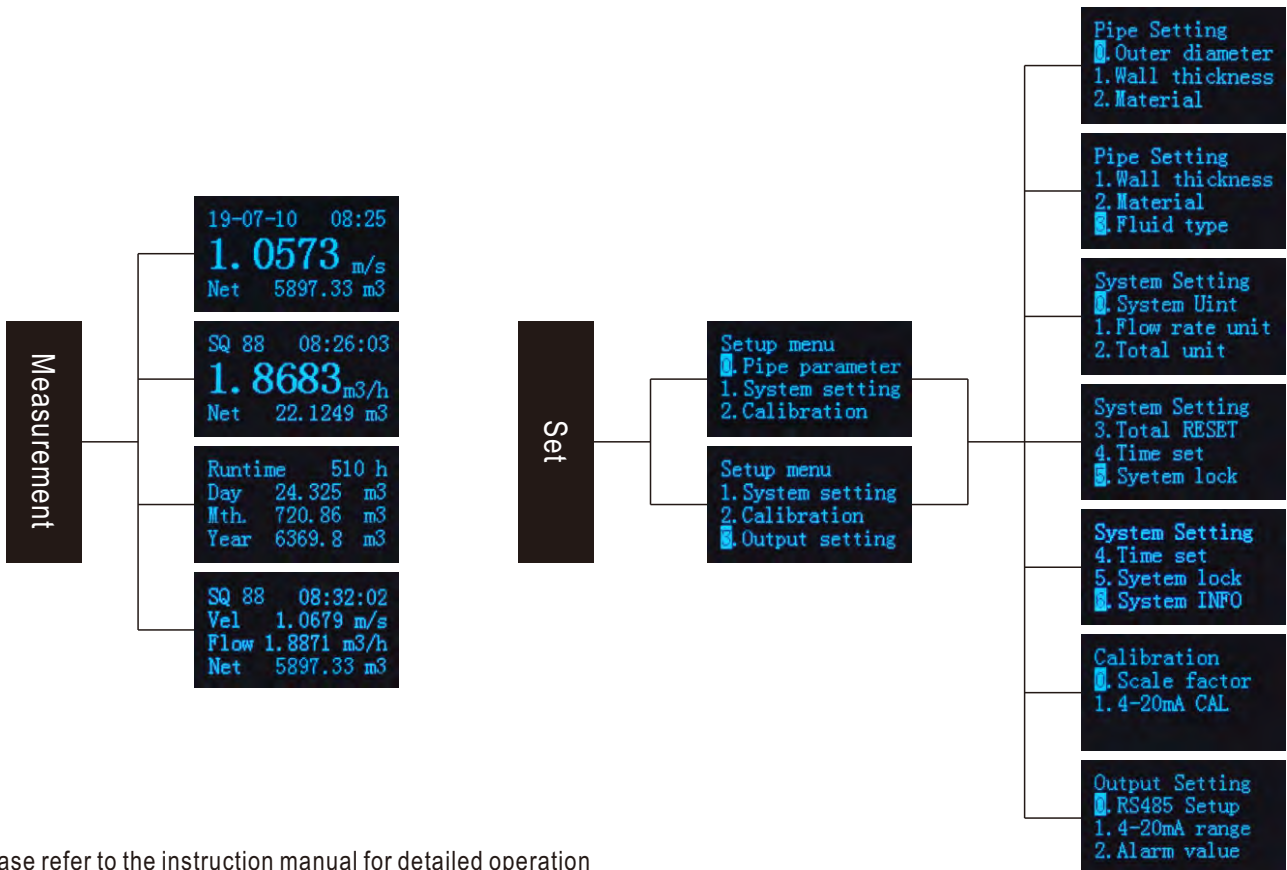 Measurement
19-07-10 08:25
1.0573 m/s
Net 5897.33 m3
SQ 88 08:26:03
1.8683 m3/h
Net 22.1249 m3
Runtime 510 h
Day 24.325 m3
Mth. 720.86 m3
Year 6369.8 m3
SQ 88 08:32:02
Vel 1.0679 m/s
Flow 1.8871 m3/h
Net 5897.33 m3
Set
Setup menu
0.Pipe parameter
1.System setting
2.Calibration
Setup menu
1.System setting
2.Calibration
3.Output setting
Pipe Setting
0.Outer diameter
1.Wall thickness
2.Material
Pipe Setting
1.Wall thickness
2.Material
3.Fluid type
System Setting
0.System Uint
1.Flow rate unit
2.Total unit
System Setting
3.Total RESET
4.Time set
5.Syetem lock
System Setting
4.Time set
5.Syetem lock
6.System INFO
Calibration
0.Scale factor
1.4-20mA CAL
Output Setting
0.RS485 Setup
1.4-20mA range
2.Alarm value
ase refer to the instruction manual for detailed operation